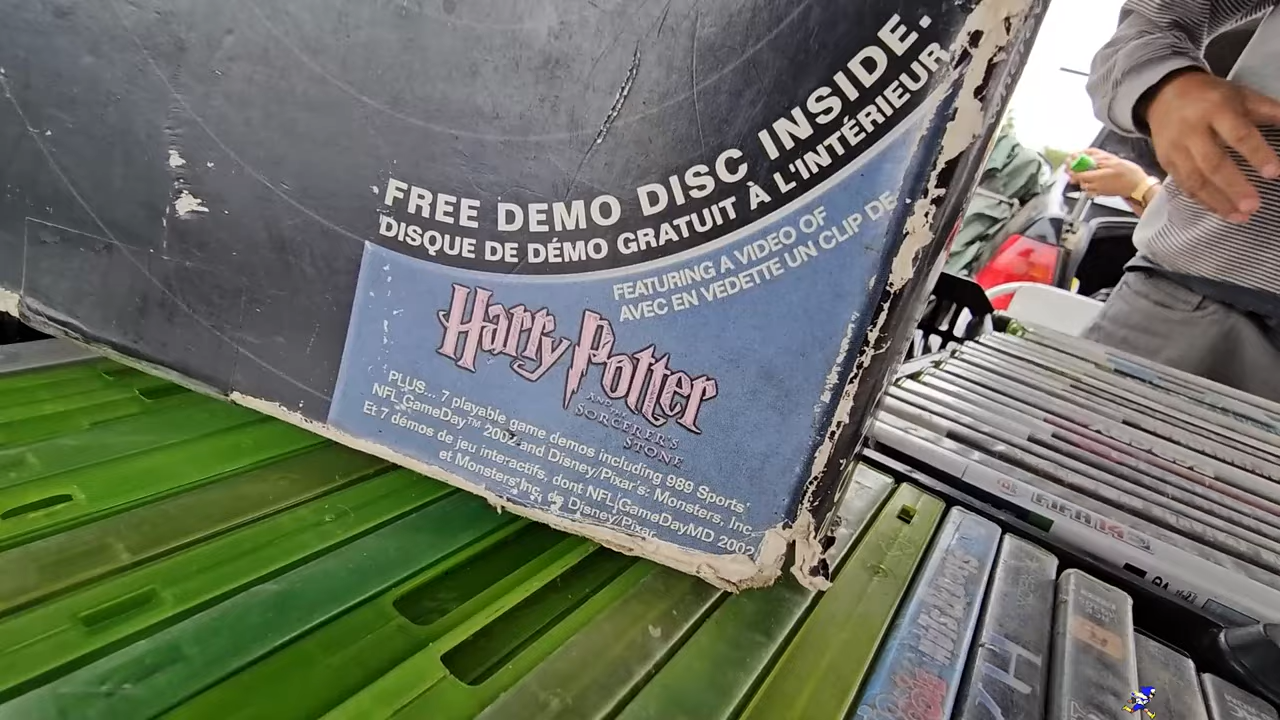 FREE DEMO DISC INSIDE.
DISQUE DE DÉMO GRATUIT À L'INTÉRIEUR
FEATURING A VIDEO OF
AVEC EN VEDETTE UN CLIP DE
Harry Potter
AND THE
SORCERER'S
STONE
PLUS... 7 playable game demos including 989 Sports'
NFL GameDay™ 2002 and Disney/Pixar's: Monsters, Inc.
Et 7 démos de jeu interactifs, dont NFL GameDayMD 2002
et Monsters Inc. de Disney/Pixar